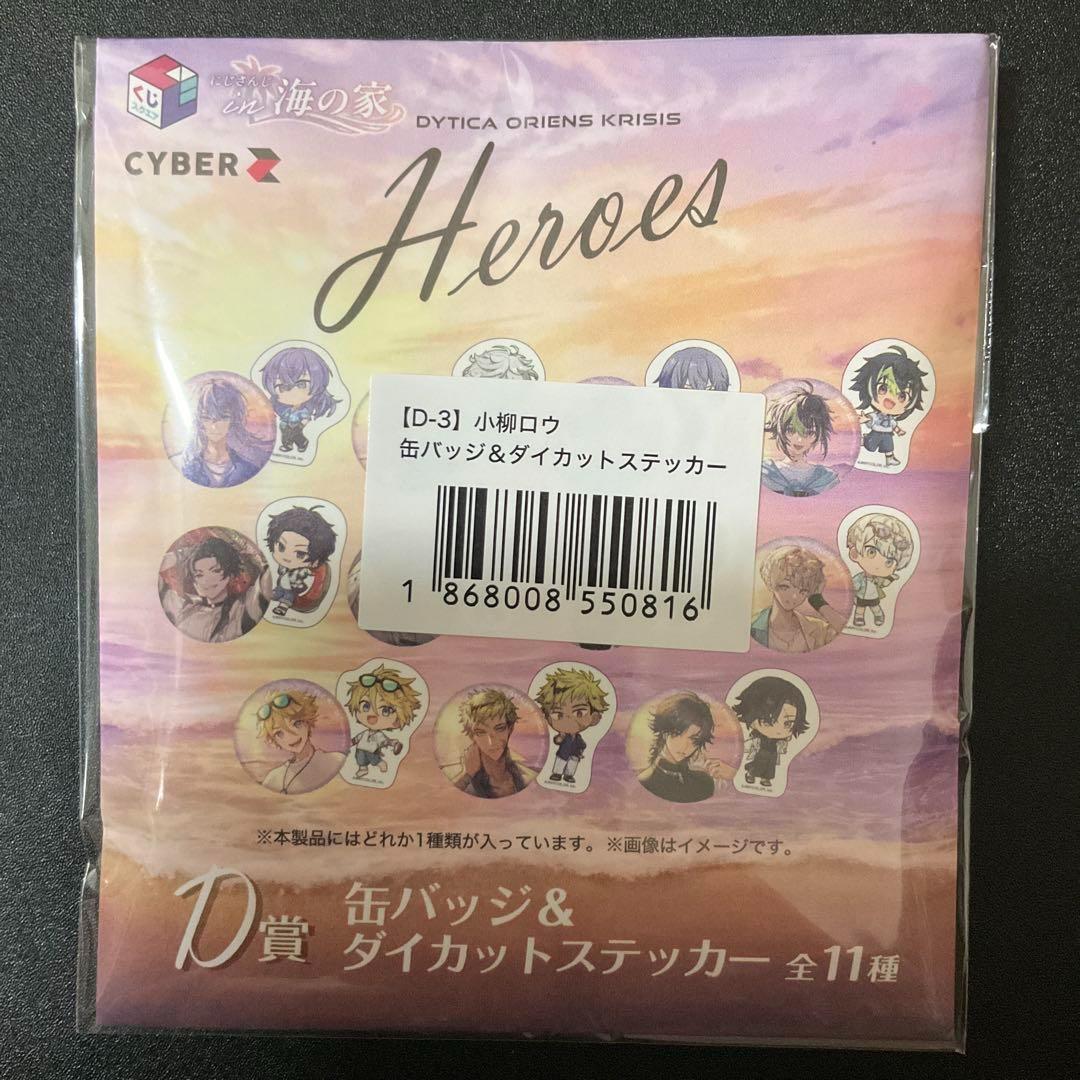 くじ
スクエア
にじさんじ
in 海の家
DYTICA ORIENS KRISIS
CYBER Z
Heroes
【D-3】小柳ロウ
缶バッジ&ダイカットステッカー
1 868008 550816
※本製品にはどれか1種類が入っています。 ※画像はイメージです。
D賞
缶バッジ&
ダイカットステッカー 全11種